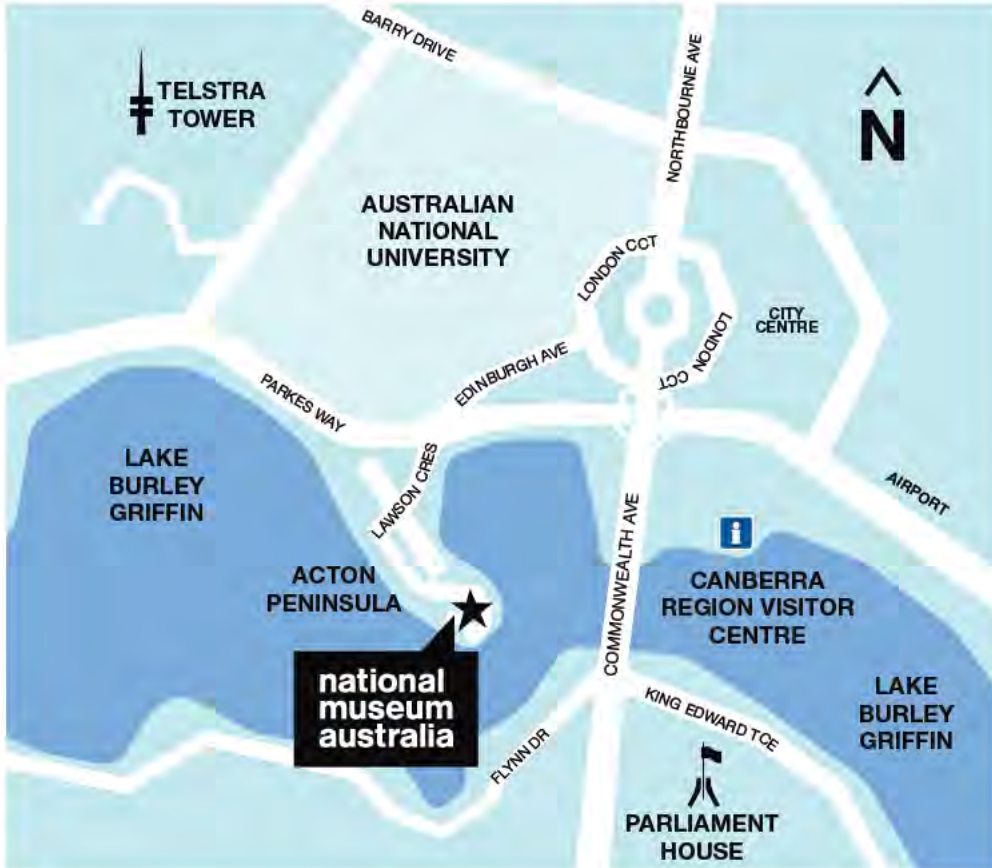 BARRY DRIVE
NORTHBOURNE AVE
TELSTRA
TOWER
N
AUSTRALIAN
NATIONAL
UNIVERSITY
LONDON CCT
LONDON CCT
CITY
CENTRE
EDINBURGH AVE
PARKES WAY
LAWSON CRES
LAKE
BURLEY
GRIFFIN
AIRPORT
COMMONWEALTH AVE
i
ACTON
PENINSULA
CANBERRA
REGION VISITOR
CENTRE
national
museum
australia
KING EDWARD TCE
LAKE
BURLEY
GRIFFIN
FLYNN DR
PARLIAMENT
HOUSE